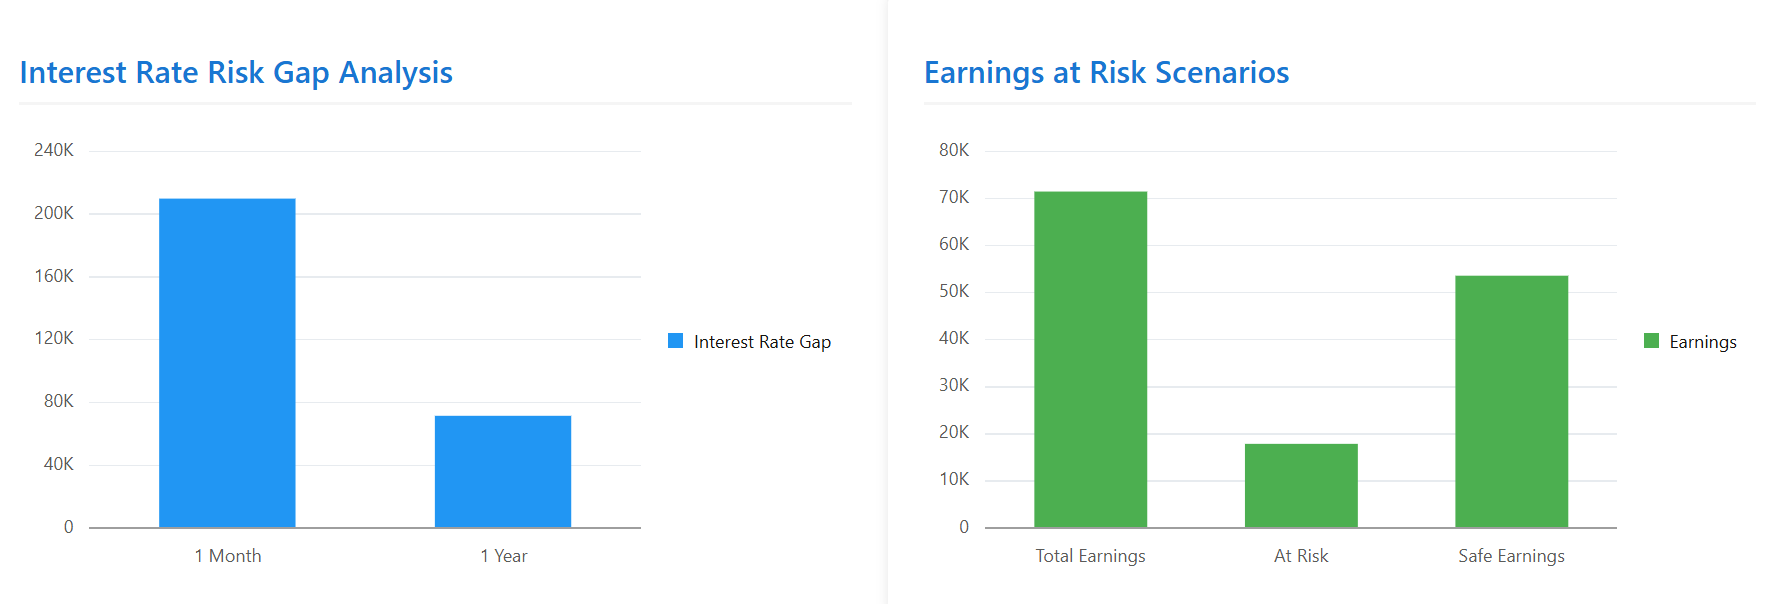 Interest Rate Risk Gap Analysis
240K
200K
160K
120K
80K
40K
0
1 Month
1 Year
Interest Rate Gap
Earnings at Risk Scenarios
80K
70K
60K
50K
40K
30K
20K
10K
0
Total Earnings
At Risk
Safe Earnings
Earnings